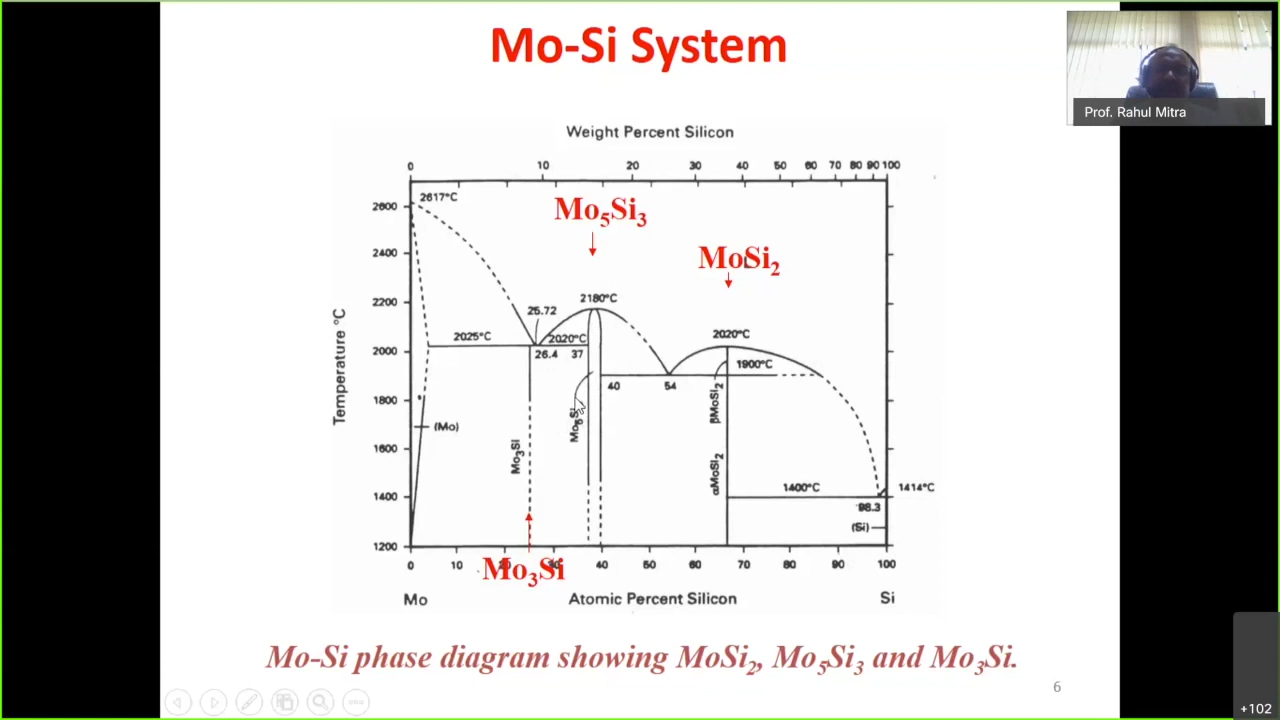 Mo-Si System
Prof. Rahul Mitra
Weight Percent Silicon
0 10 20 30 40 50 60 70 80 90 100
2617°C
2600
Mo5Si3
2400
MoSi2
2200
2180°C
25.72
2025°C
2020°C
2020°C
2000
26.4 37
1900°C
40 54
Temperature °C
1800
(Mo)
Mo5Si
βMoSi2
1600
Mo3Si
αMoSi2
1400
1400°C
1414°C
98.3
(Si)
1200
0 10 20 30 40 50 60 70 80 90 100
Mo3Si
Mo
Atomic Percent Silicon
Si
Mo-Si phase diagram showing MoSi2, Mo5Si3 and Mo3Si.
6
+102